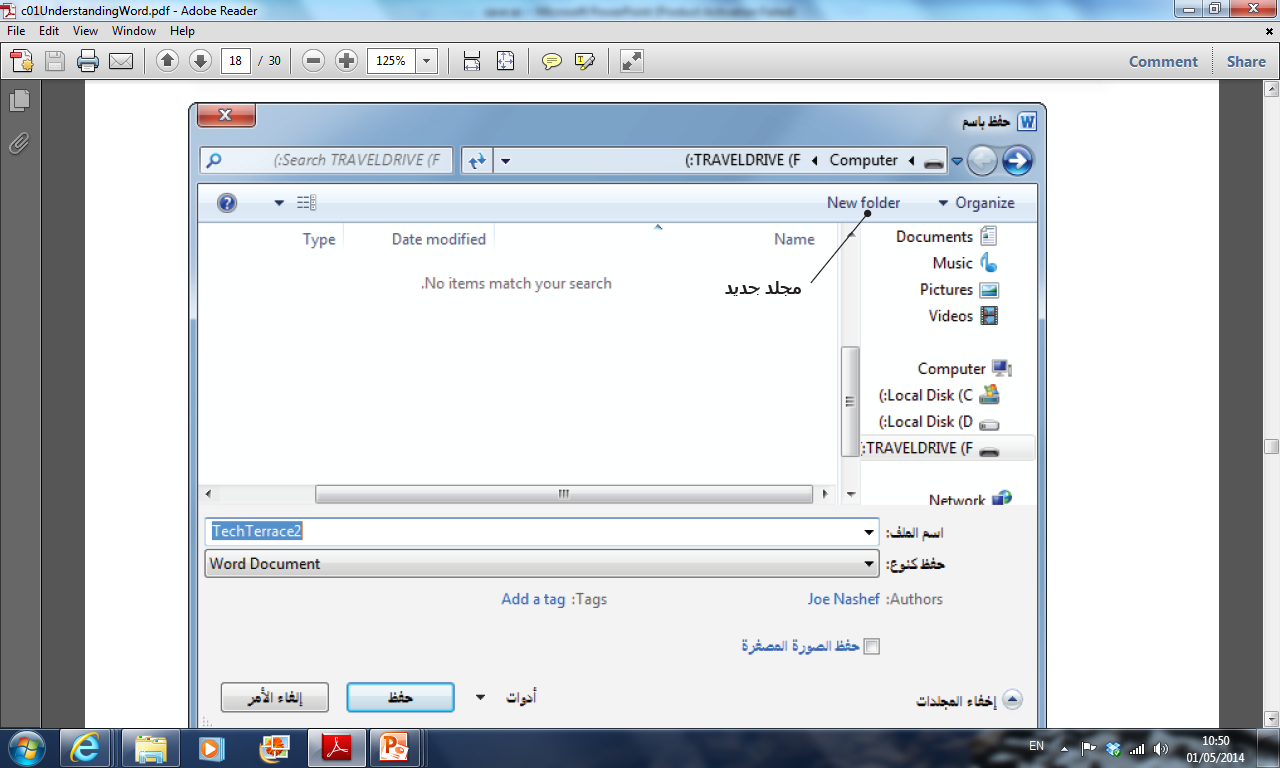 c01UnderstandingWord.pdf - Adobe Reader
File Edit View Window Help
18 / 30 125% Comment Share
حفظ باسم
Computer TRAVELDRIVE (F:)
Search TRAVELDRIVE (F:)
Organize New folder
Documents
Music
Pictures
Videos
Computer
Local Disk (C:)
Local Disk (D:)
TRAVELDRIVE (F:)
Network
Name Date modified Type
No items match your search.
مجلد جديد
اسم الملف: TechTerrace2
حفظ كنوع: Word Document
Authors: Joe Nashef Tags: Add a tag
حفظ الصورة المصغرة
إخفاء المجلدات أدوات حفظ إلغاء الأمر
EN 10:50
01/05/2014